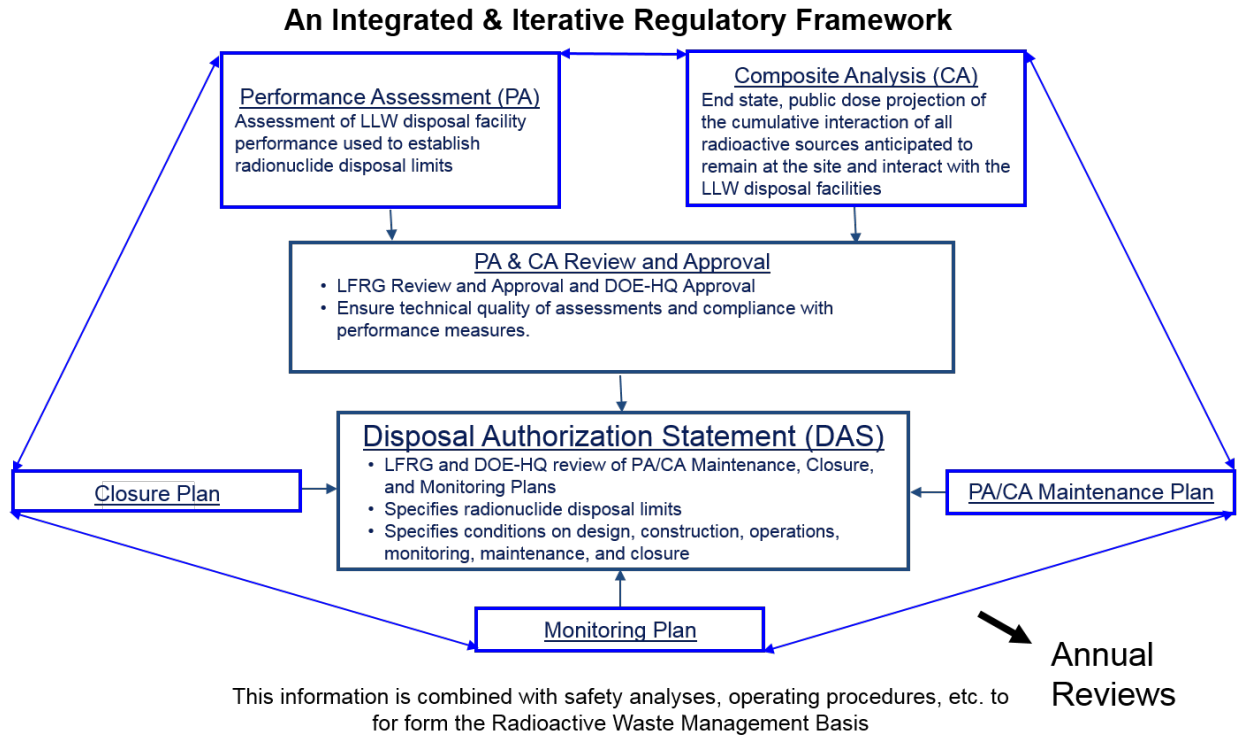 An Integrated & Iterative Regulatory Framework
Performance Assessment (PA)
Assessment of LLW disposal facility
performance used to establish
radionuclide disposal limits
Composite Analysis (CA)
End state, public dose projection of
the cumulative interaction of all
radioactive sources anticipated to
remain at the site and interact with the
LLW disposal facilities
PA & CA Review and Approval
• LFRG Review and Approval and DOE-HQ Approval
• Ensure technical quality of assessments and compliance with
performance measures.
Disposal Authorization Statement (DAS)
• LFRG and DOE-HQ review of PA/CA Maintenance, Closure,
and Monitoring Plans
• Specifies radionuclide disposal limits
• Specifies conditions on design, construction, operations,
monitoring, maintenance, and closure
Closure Plan
PA/CA Maintenance Plan
Monitoring Plan
Annual
Reviews
This information is combined with safety analyses, operating procedures, etc. to
for form the Radioactive Waste Management Basis